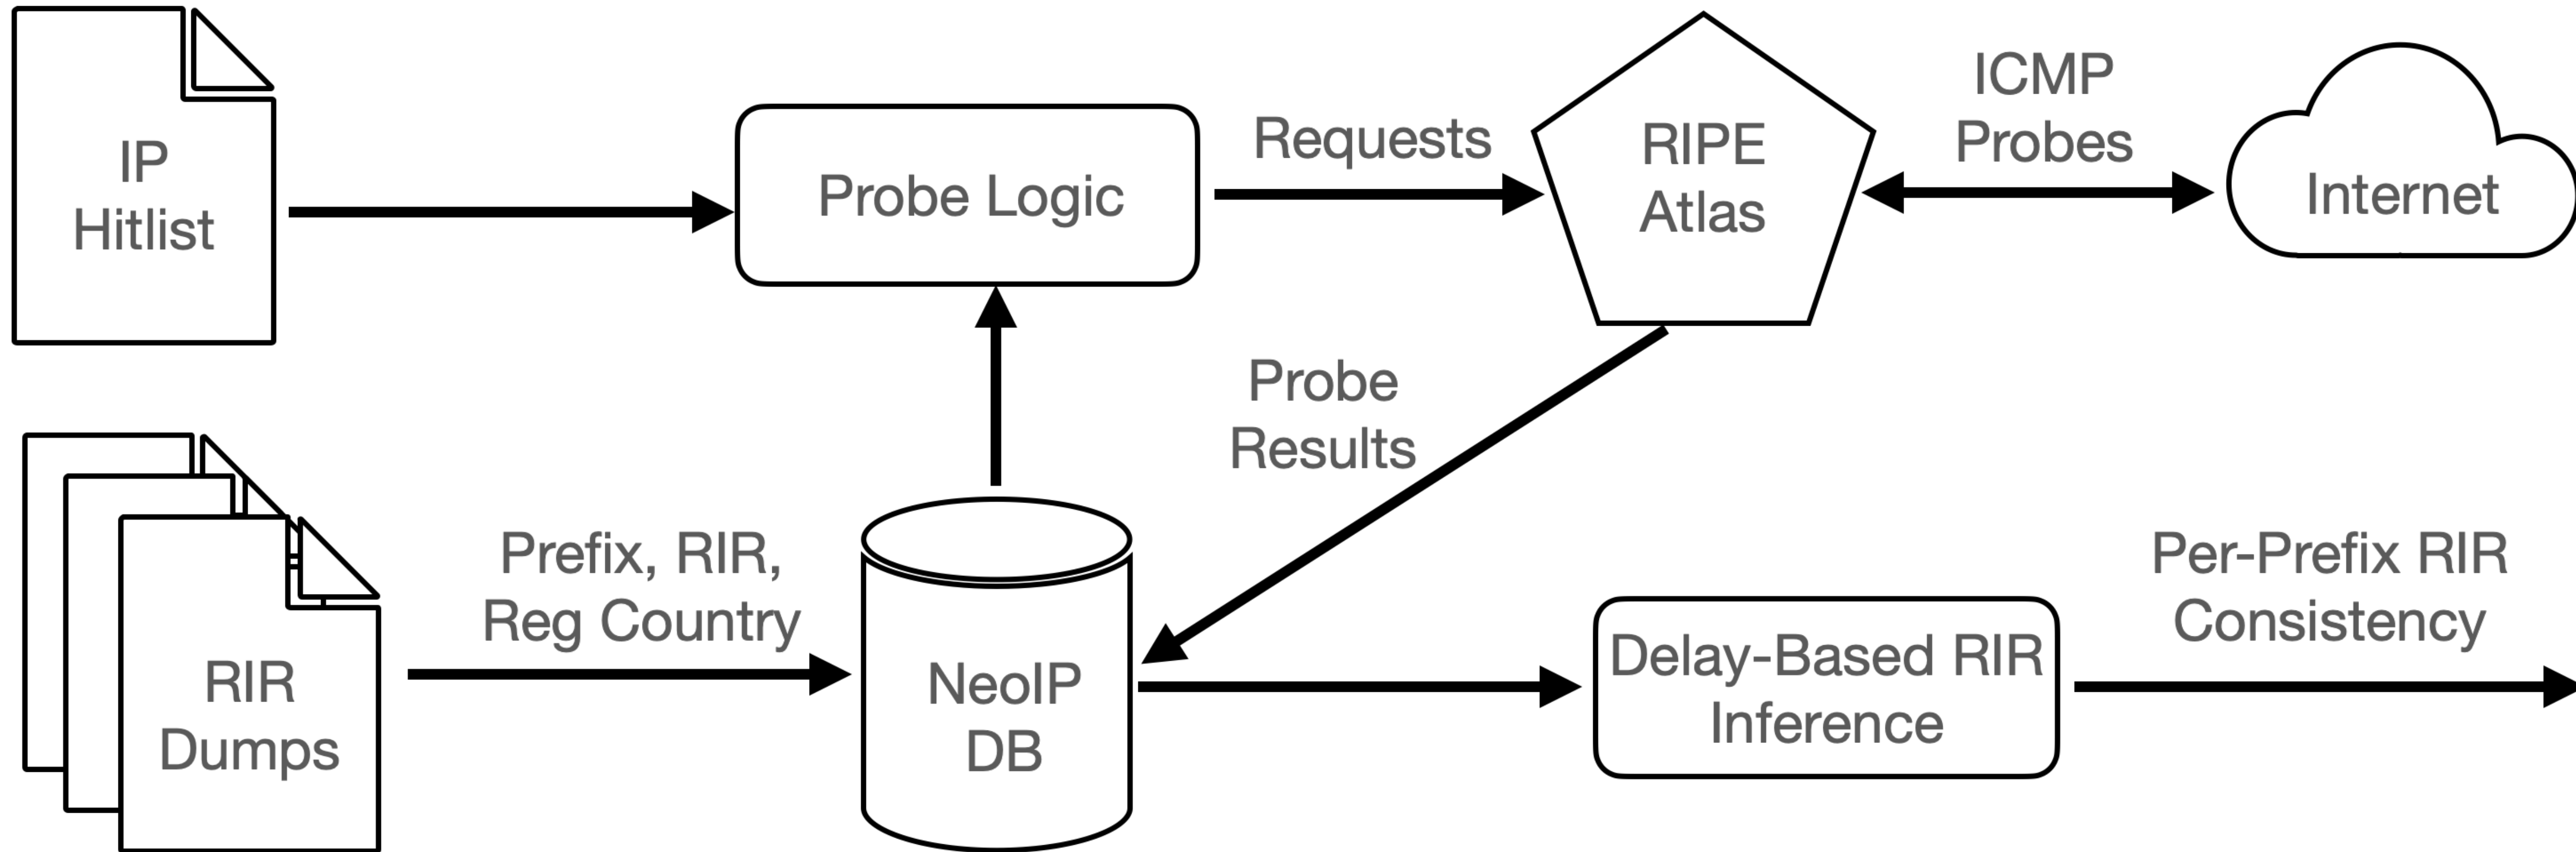 IP
Hitlist
Probe Logic
Requests
RIPE
Atlas
ICMP
Probes
Internet
Probe
Results
RIR
Dumps
Prefix, RIR,
Reg Country
NeoIP
DB
Delay-Based RIR
Inference
Per-Prefix RIR
Consistency